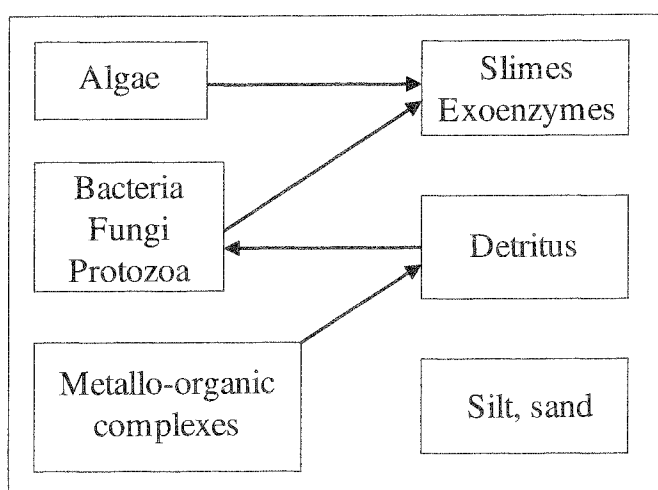 Algae
Slimes
Exoenzymes
Bacteria
Fungi
Protozoa
Detritus
Metallo-organic
complexes
Silt, sand